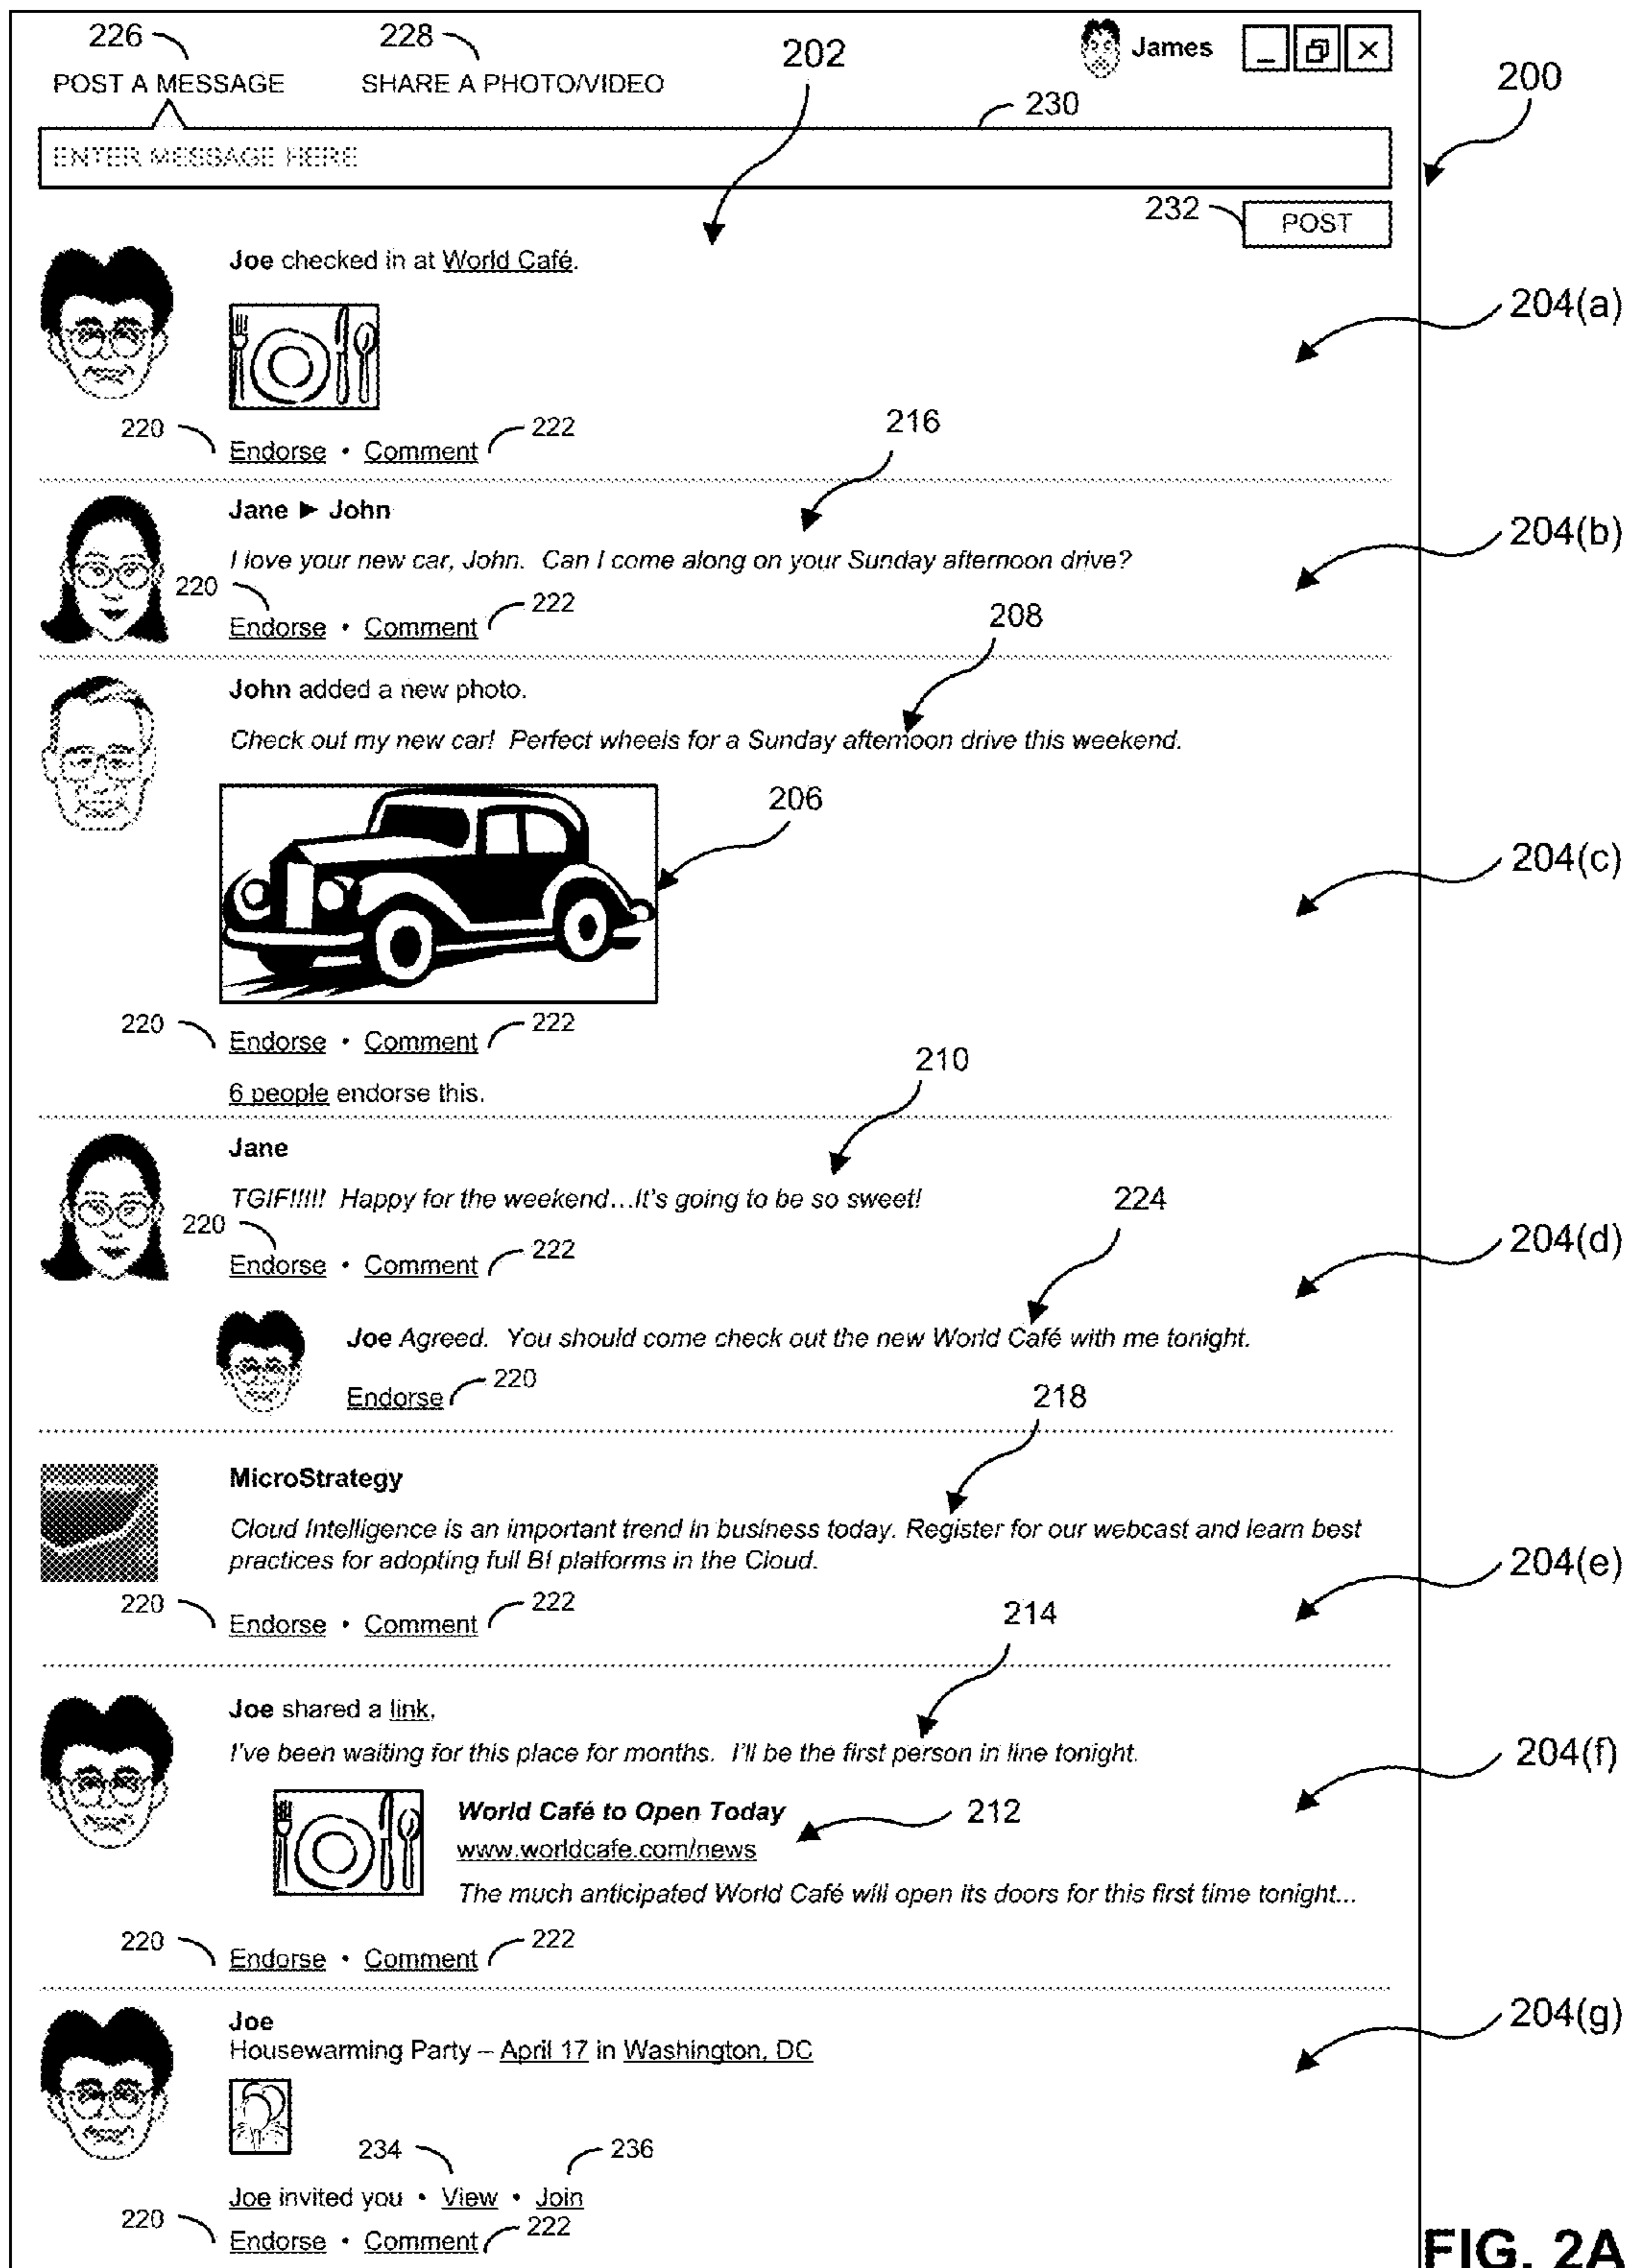 226
228
202
James
POST A MESSAGE
SHARE A PHOTO/VIDEO
200
230
ENTER MESSAGE HERE
232
POST
Joe checked in at World Café.
204(a)
220
Endorse • Comment
222
216
Jane ▶ John
204(b)
I love your new car, John. Can I come along on your Sunday afternoon drive?
220
Endorse • Comment
222
208
John added a new photo.
Check out my new car! Perfect wheels for a Sunday afternoon drive this weekend.
206
204(c)
220
Endorse • Comment
222
210
6 people endorse this.
Jane
TGIF!!!!! Happy for the weekend...It's going to be so sweet!
224
220
204(d)
Endorse • Comment
222
Joe Agreed. You should come check out the new World Café with me tonight.
Endorse
220
218
MicroStrategy
Cloud Intelligence is an important trend in business today. Register for our webcast and learn best
practices for adopting full BI platforms in the Cloud.
204(e)
220
Endorse • Comment
222
214
Joe shared a link.
I've been waiting for this place for months. I'll be the first person in line tonight.
204(f)
World Café to Open Today
212
www.worldcafe.com/news
The much anticipated World Café will open its doors for this first time tonight...
220
Endorse • Comment
222
Joe
204(g)
Housewarming Party – April 17 in Washington, DC
234
236
Joe invited you • View • Join
220
Endorse • Comment
222
FIG. 2A